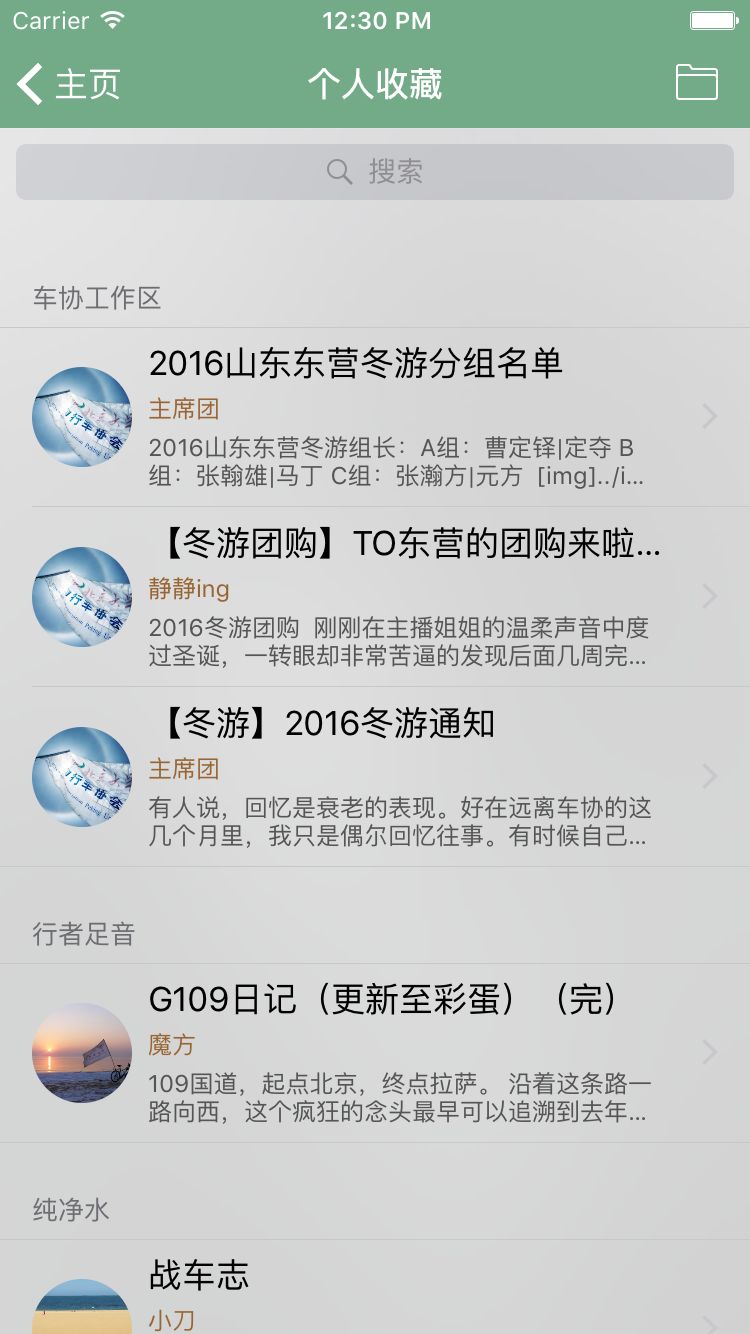 Carrier 12:30 PM
主页 个人收藏
搜索
车协工作区
2016山东东营冬游分组名单
主席团
2016山东东营冬游组长：A组：曹定铎|定夺 B
组：张翰雄|马丁 C组：张瀚方|元方 [img]../i...
【冬游团购】TO东营的团购来啦...
静静ing
2016冬游团购 刚刚在主播姐姐的温柔声音中度
过圣诞，一转眼却非常苦逼的发现后面几周完...
【冬游】2016冬游通知
主席团
有人说，回忆是衰老的表现。好在远离车协的这
几个月里，我只是偶尔回忆往事。有时候自己...
行者足音
G109日记（更新至彩蛋）（完）
魔方
109国道，起点北京，终点拉萨。 沿着这条路一
路向西，这个疯狂的念头最早可以追溯到去年...
纯净水
战车志
小刀